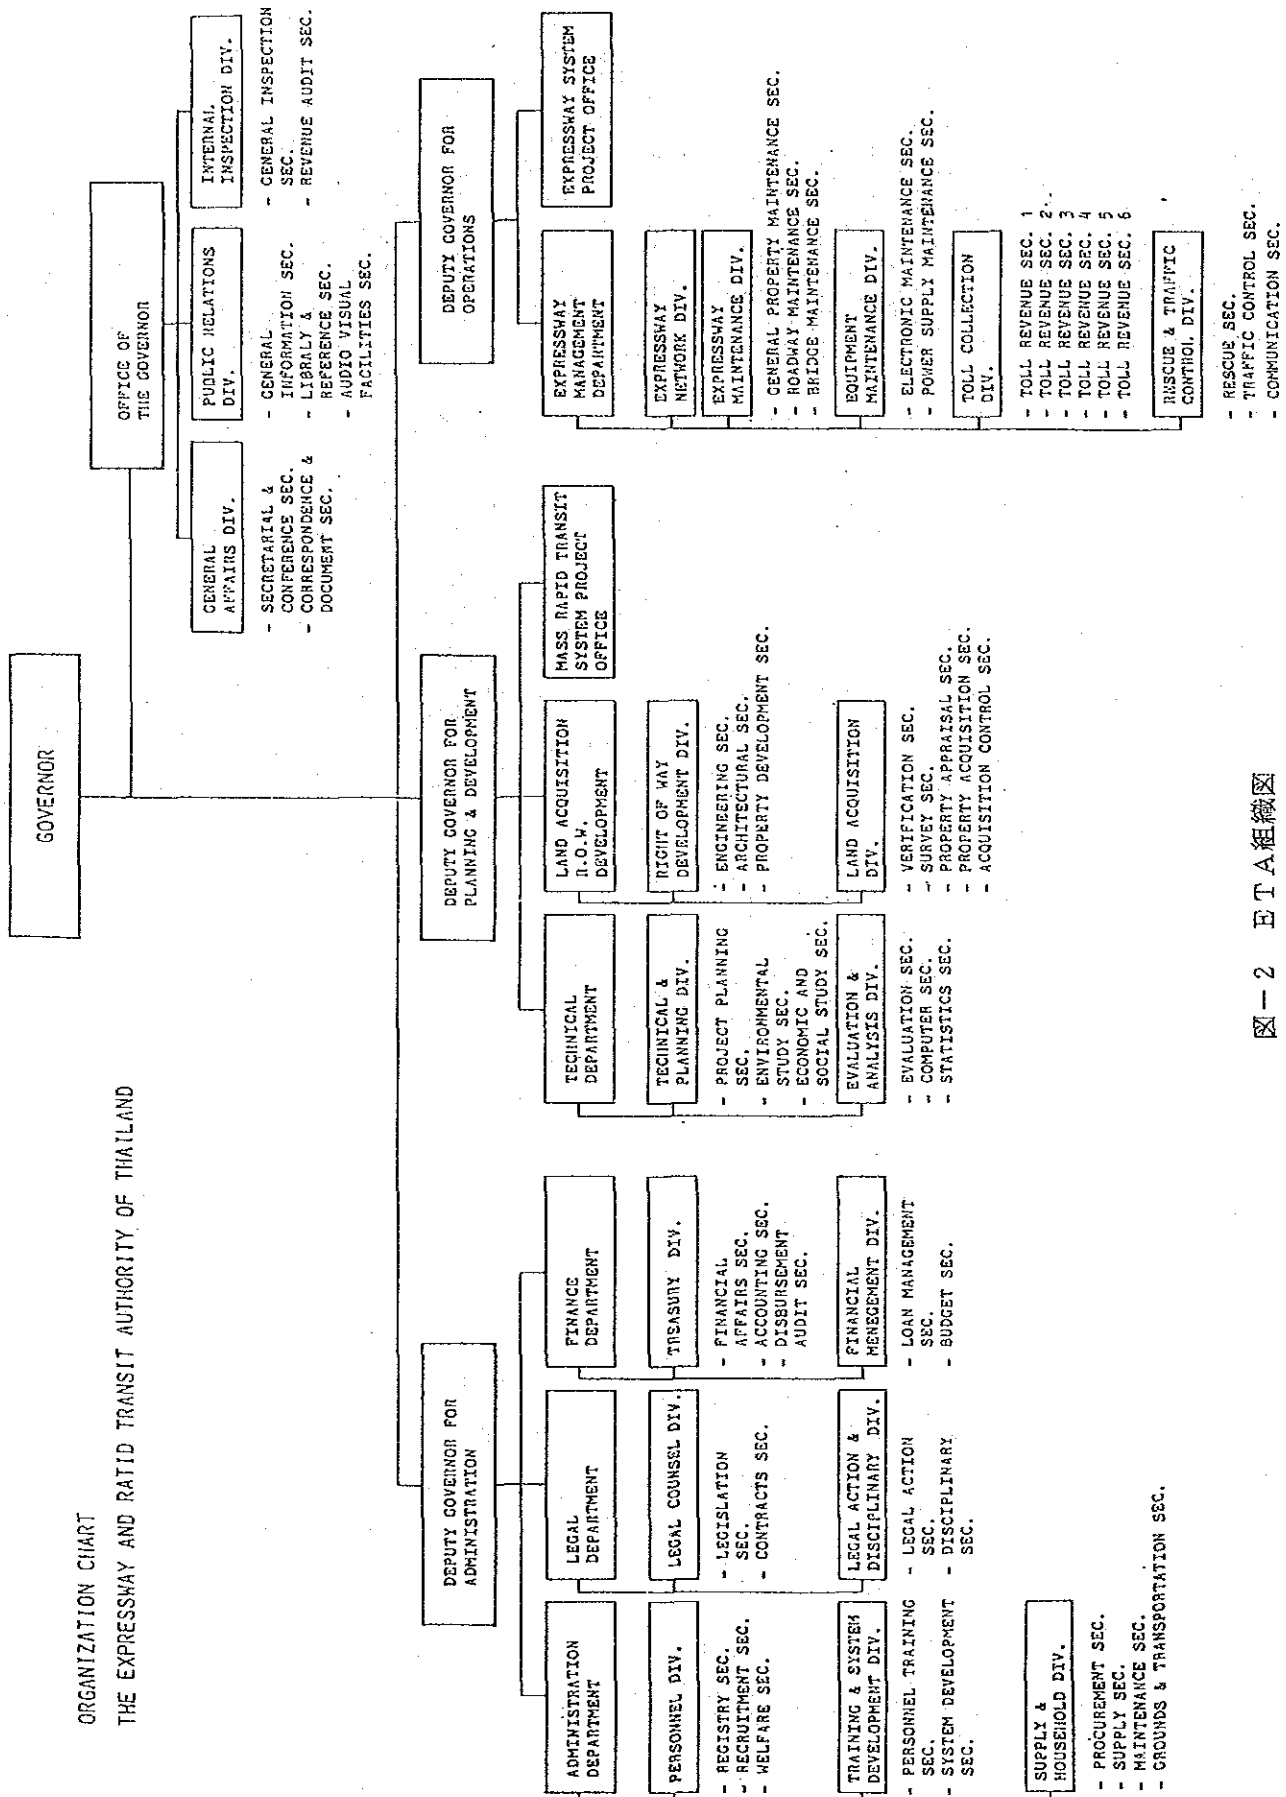 ORGANIZATION CHART
THE EXPRESSWAY AND RATID TRANSIT AUTHORITY OF THAILAND
GOVERNOR
OFFICE OF
THE GOVERNOR
GENERAL
AFFAIRS DIV.
- SECRETARIAL &
CONFERENCE SEC.
- CORRESPONDENCE &
DOCUMENT SEC.
PUBLIC RELATIONS
DIV.
- GENERAL
INFORMATION SEC.
- LIBRALY &
REFERENCE SEC.
- AUDIO VISUAL
FACILITIES SEC.
INTERNAL
INSPECTION DIV.
- GENERAL INSPECTION
SEC.
- REVENUE AUDIT SEC.
DEPUTY GOVERNOR FOR
ADMINISTRATION
ADMINISTRATION
DEPARTMENT
PERSONNEL DIV.
- REGISTRY SEC.
- RECRUITMENT SEC.
- WELFARE SEC.
TRAINING & SYSTEM
DEVELOPMENT DIV.
- PERSONNEL TRAINING
SEC.
- SYSTEM DEVELOPMENT
SEC.
SUPPLY &
HOUSEHOLD DIV.
- PROCUREMENT SEC.
- SUPPLY SEC.
- MAINTENANCE SEC.
- GROUNDS & TRANSPORTATION SEC.
LEGAL
DEPARTMENT
LEGAL COUNSEL DIV.
- LEGISLATION
SEC.
- CONTRACTS SEC.
LEGAL ACTION &
DISCIPLINARY DIV.
- LEGAL ACTION
SEC.
- DISCIPLINARY
SEC.
FINANCE
DEPARTMENT
TREASURY DIV.
- FINANCIAL
AFFAIRS SEC.
- ACCOUNTING SEC.
- DISBURSEMENT
AUDIT SEC.
FINANCIAL
MENEGEMENT DIV.
- LOAN MANAGEMENT
SEC.
- BUDGET SEC.
DEPUTY GOVERNOR FOR
PLANNING & DEVELOPMENT
TECHNICAL
DEPARTMENT
TECHNICAL &
PLANNING DIV.
- PROJECT PLANNING
SEC.
- ENVIRONMENTAL
STUDY SEC.
- ECONOMIC AND
SOCIAL STUDY SEC.
EVALUATION &
ANALYSIS DIV.
- EVALUATION SEC.
- COMPUTER SEC.
- STATISTICS SEC.
LAND ACQUISITION
R.O.W.
DEVELOPMENT
RIGHT OF WAY
DEVELOPMENT DIV.
- ENGINEERING SEC.
- ARCHITECTURAL SEC.
- PROPERTY DEVELOPMENT SEC.
LAND ACQUISITION
DIV.
- VERIFICATION SEC.
- SURVEY SEC.
- PROPERTY APPRAISAL SEC.
- PROPERTY ACQUISITION SEC.
- ACQUISITION CONTROL SEC.
MASS RAPID TRANSIT
SYSTEM PROJECT
OFFICE
DEPUTY GOVERNOR FOR
OPERATIONS
EXPRESSWAY
MANAGEMENT
DEPARTMENT
EXPRESSWAY
NETWORK DIV.
EXPRESSWAY
MAINTENANCE DIV.
- GENERAL PROPERTY MAINTENANCE SEC.
- ROADWAY MAINTENANCE SEC.
- BRIDGE MAINTENANCE SEC.
EQUIPMENT
MAINTENANCE DIV.
- ELECTRONIC MAINTENANCE SEC.
- POWER SUPPLY MAINTENANCE SEC.
TOLL COLLECTION
DIV.
- TOLL REVENUE SEC. 1
- TOLL REVENUE SEC. 2
- TOLL REVENUE SEC. 3
- TOLL REVENUE SEC. 4
- TOLL REVENUE SEC. 5
- TOLL REVENUE SEC. 6
RESCUE & TRAFFIC
CONTROL DIV.
- RESCUE SEC.
- TRAFFIC CONTROL SEC.
- COMMUNICATION SEC.
EXPRESSWAY SYSTEM
PROJECT OFFICE
図－2 ＥＴＡ組織図